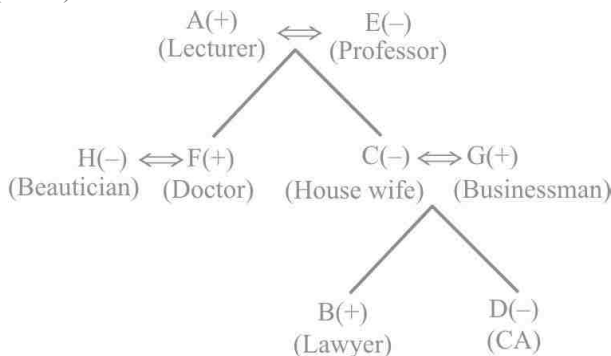 A(+) ⇔ E(–)
(Lecturer) (Professor)
H(–) ⇔ F(+) C(–) ⇔ G(+)
(Beautician) (Doctor) (House wife) (Businessman)
B(+) D(–)
(Lawyer) (CA)